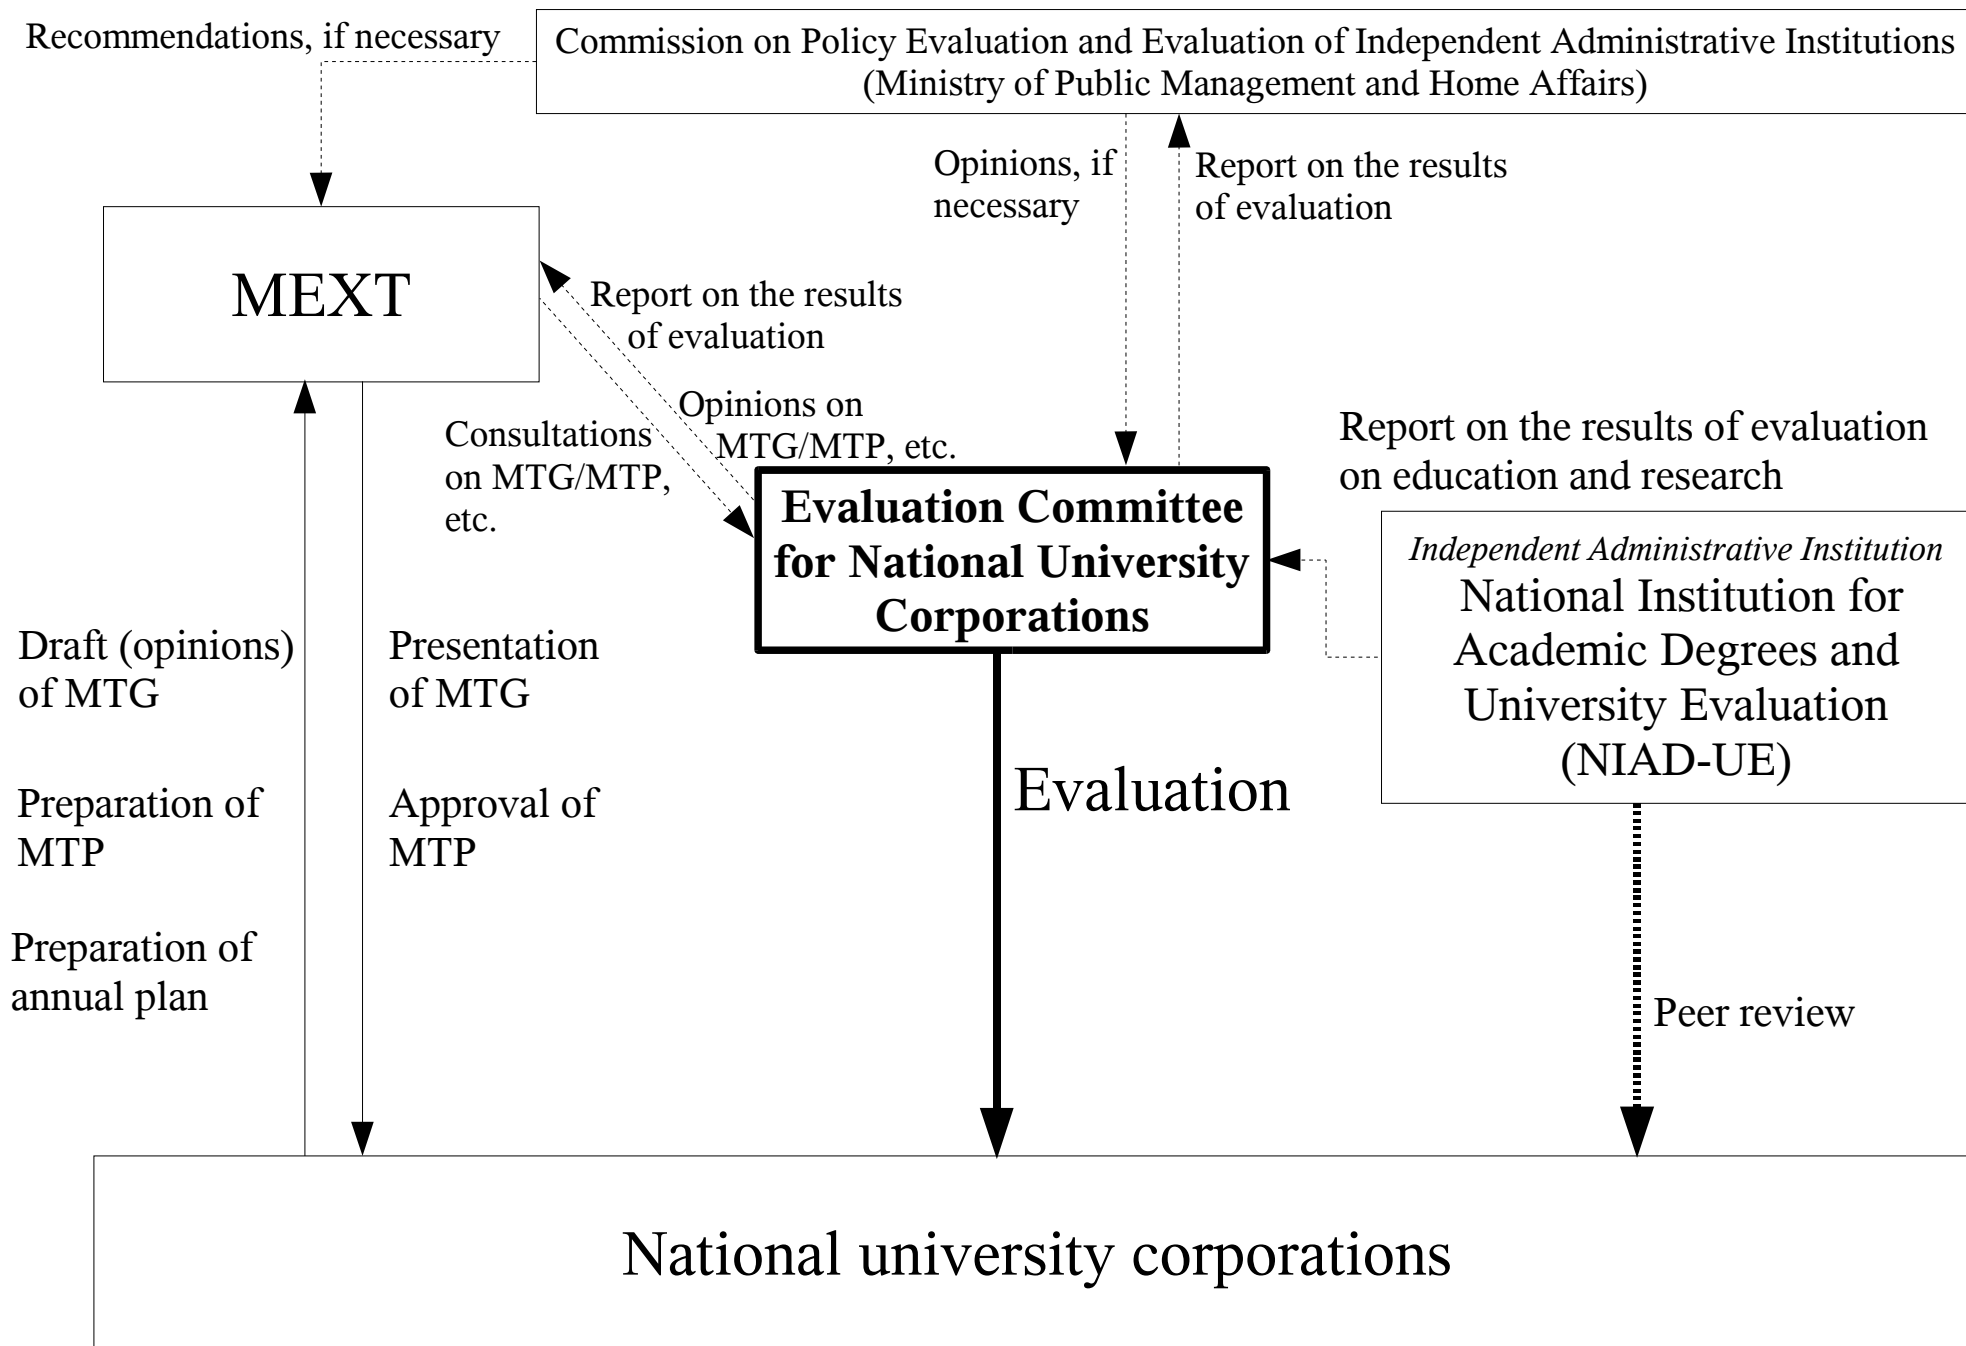 Recommendations, if necessary
Commission on Policy Evaluation and Evaluation of Independent Administrative Institutions
(Ministry of Public Management and Home Affairs)
Opinions, if
necessary
Report on the results
of evaluation
MEXT
Report on the results
of evaluation
Opinions on
MTG/MTP, etc.
Consultations
on MTG/MTP,
etc.
Report on the results of evaluation
on education and research
Evaluation Committee
for National University
Corporations
Independent Administrative Institution
National Institution for
Academic Degrees and
University Evaluation
(NIAD-UE)
Draft (opinions)
of MTG
Presentation
of MTG
Evaluation
Preparation of
MTP
Approval of
MTP
Preparation of
annual plan
Peer review
National university corporations